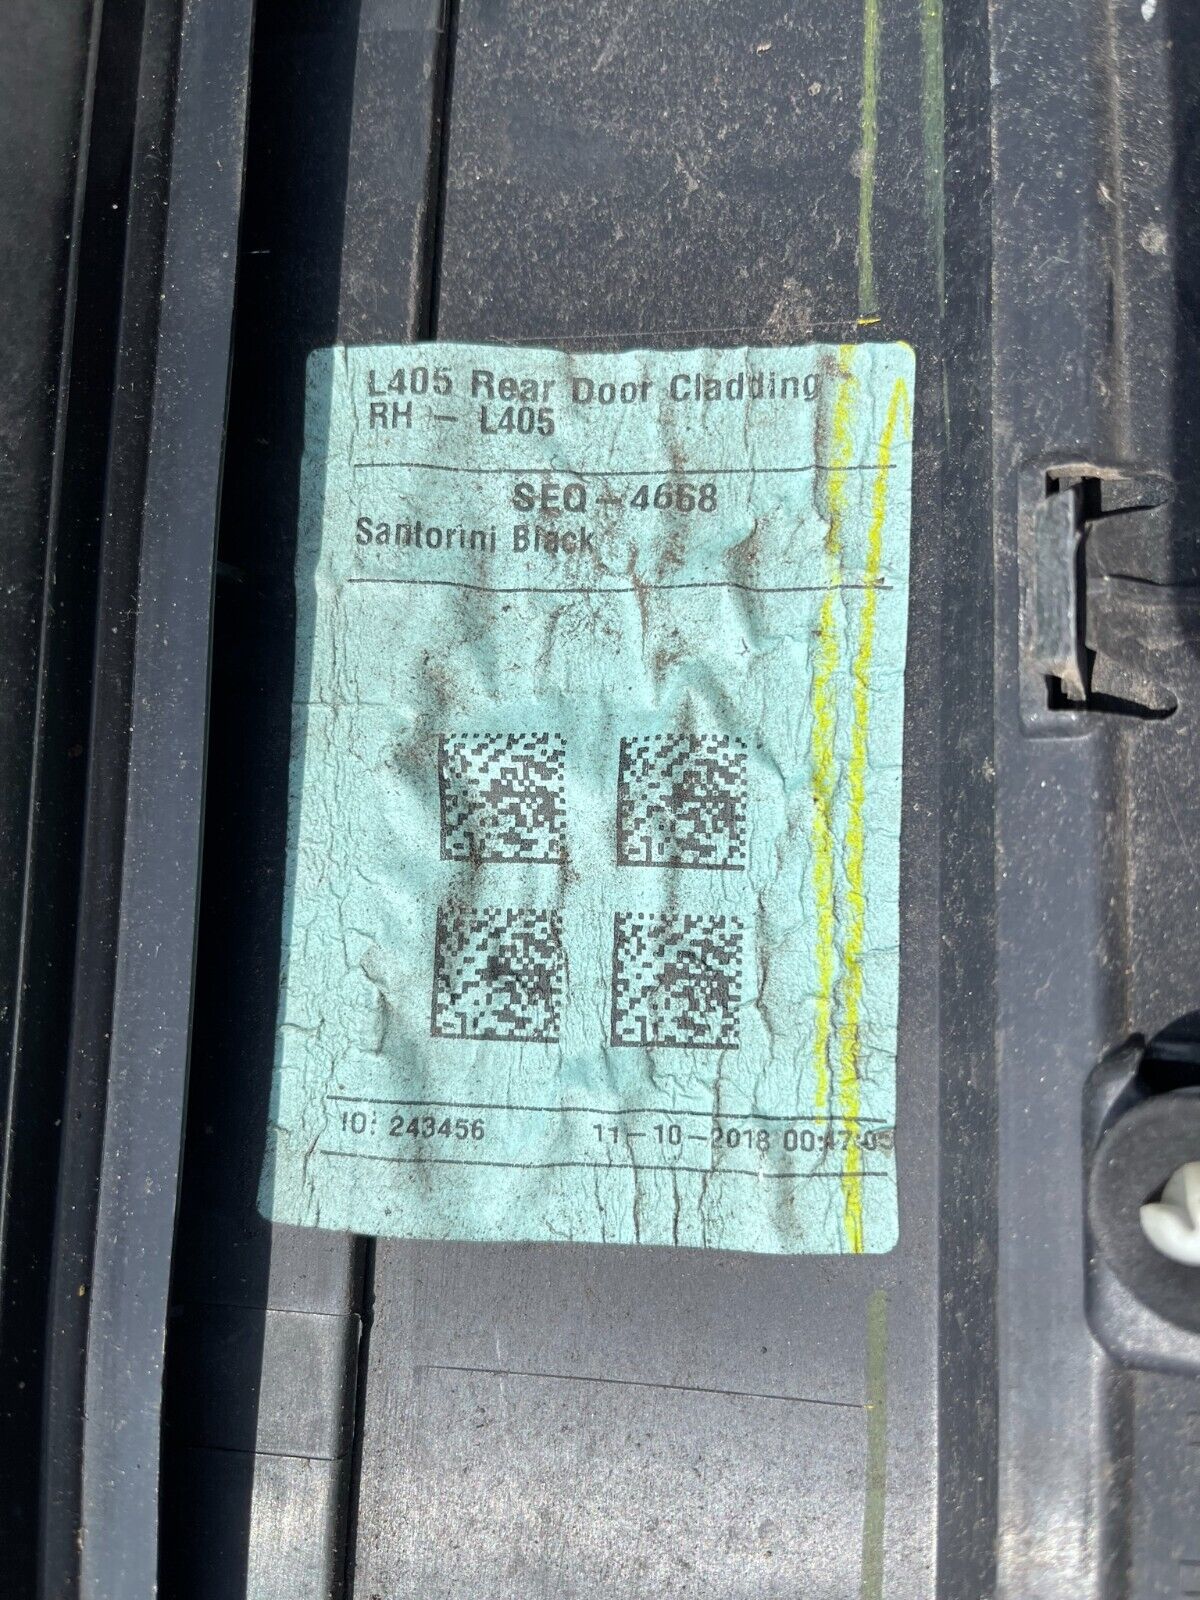 L405 Rear Door Cladding
RH - L405
SEQ-4668
Santorini Black
ID: 243456 11-10-2018 00:47:05